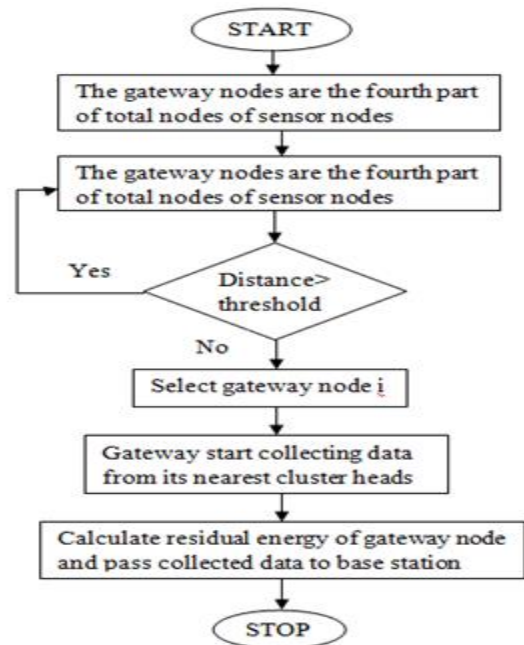 START
The gateway nodes are the fourth part
of total nodes of sensor nodes
The gateway nodes are the fourth part
of total nodes of sensor nodes
Yes
Distance>
threshold
No
Select gateway node i
Gateway start collecting data
from its nearest cluster heads
Calculate residual energy of gateway node
and pass collected data to base station
STOP